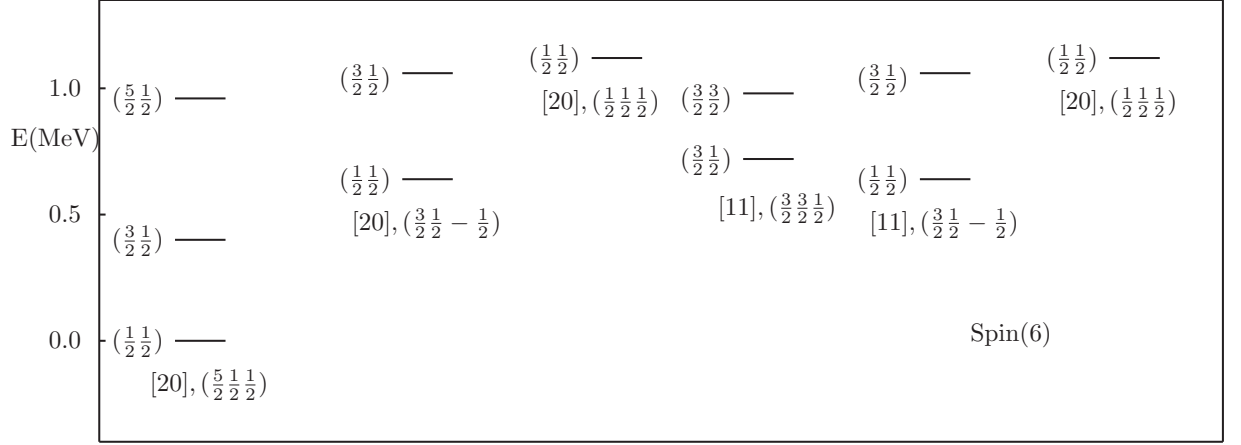 (1/2 1/2)
(1/2 1/2)
(3/2 1/2)
(3/2 1/2)
1.0
(5/2 1/2)
[20],(1/2 1/2 1/2)
(3/2 3/2)
[20],(1/2 1/2 1/2)
E(MeV)
(3/2 1/2)
(1/2 1/2)
(1/2 1/2)
0.5
[20],(3/2 1/2 − 1/2)
[11],(3/2 3/2 1/2)
[11],(3/2 1/2 − 1/2)
(3/2 1/2)
0.0
(1/2 1/2)
Spin(6)
[20],(5/2 1/2 1/2)